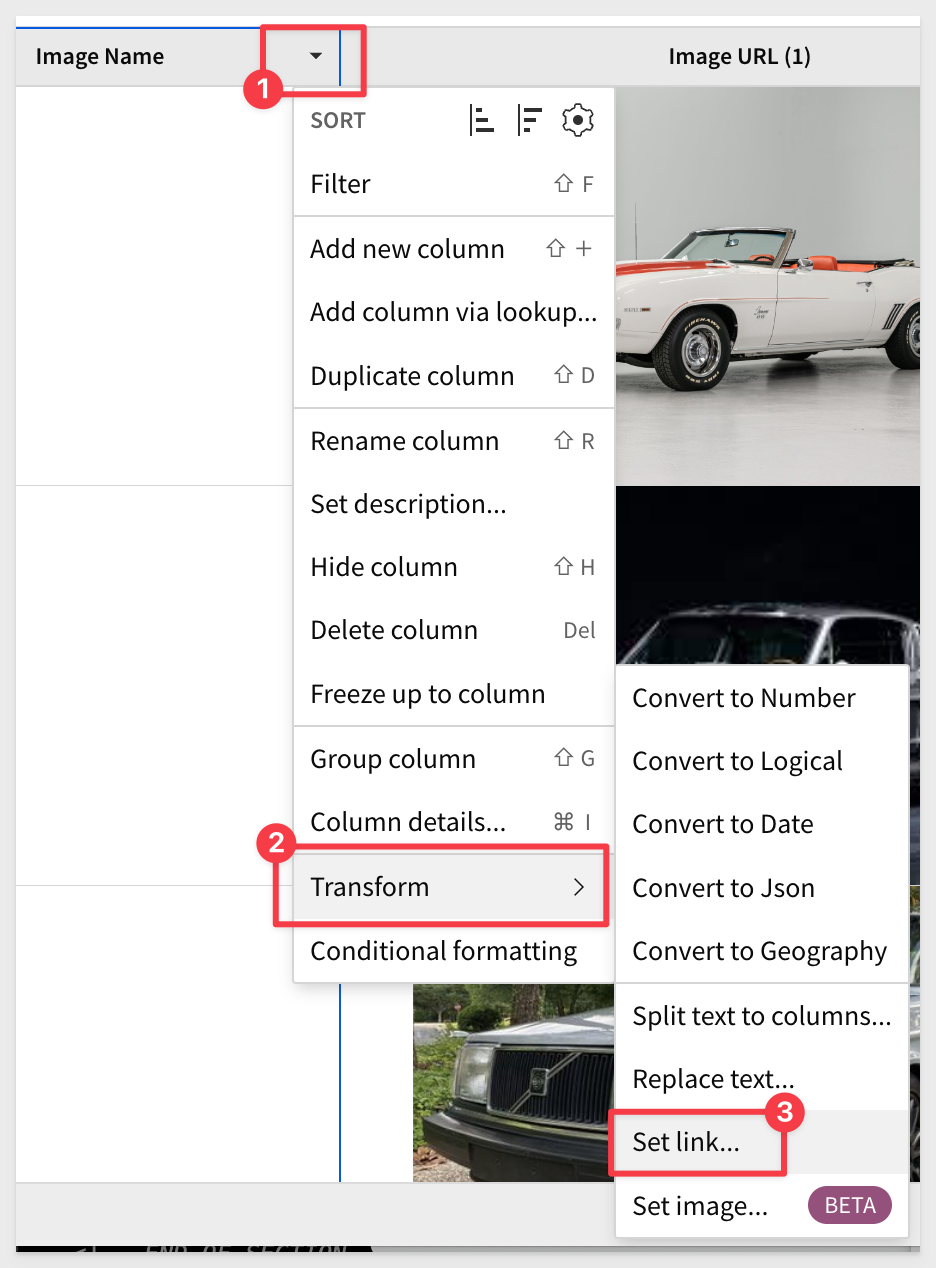 Image Name
Image URL (1)
1
SORT
Filter ⇧ F
Add new column ⇧ +
Add column via lookup...
Duplicate column ⇧ D
Rename column ⇧ R
Set description...
Hide column ⇧ H
Delete column Del
Freeze up to column
Group column ⇧ G
Column details... ⌘ I
2
Transform
Conditional formatting
Convert to Number
Convert to Logical
Convert to Date
Convert to Json
Convert to Geography
Split text to columns...
Replace text...
3
Set link...
Set image... BETA
END OF SECTION